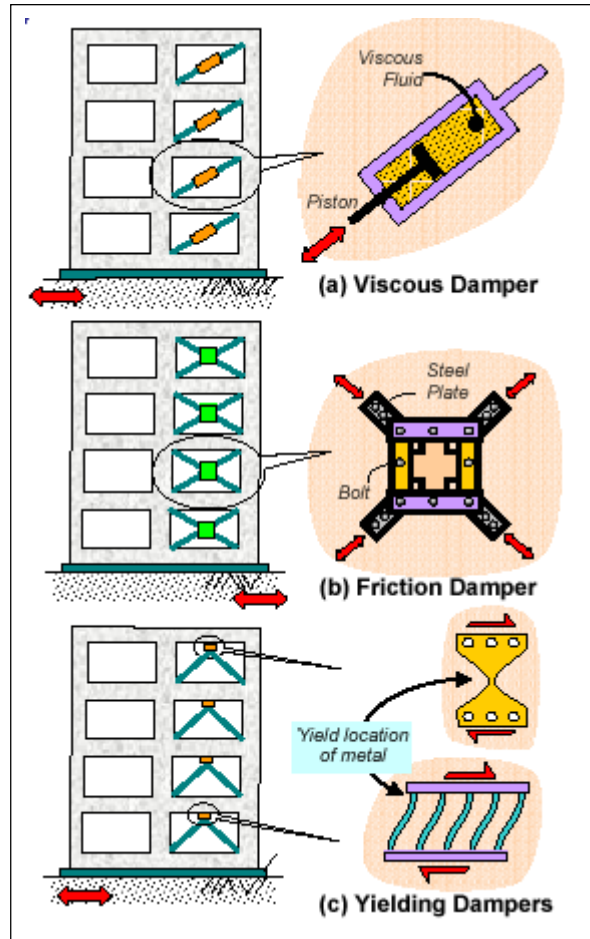 Viscous
Fluid
Piston
(a) Viscous Damper
Steel
Plate
Bolt
(b) Friction Damper
'Yield location
of metal
(c) Yielding Dampers